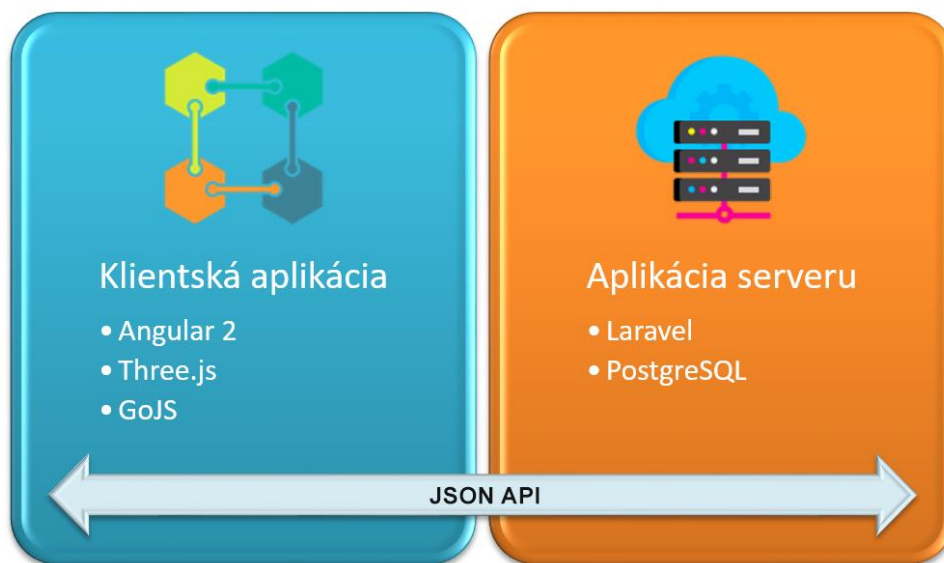 Klientská aplikácia
• Angular 2
• Three.js
• GoJS
Aplikácia serveru
• Laravel
• PostgreSQL
JSON API